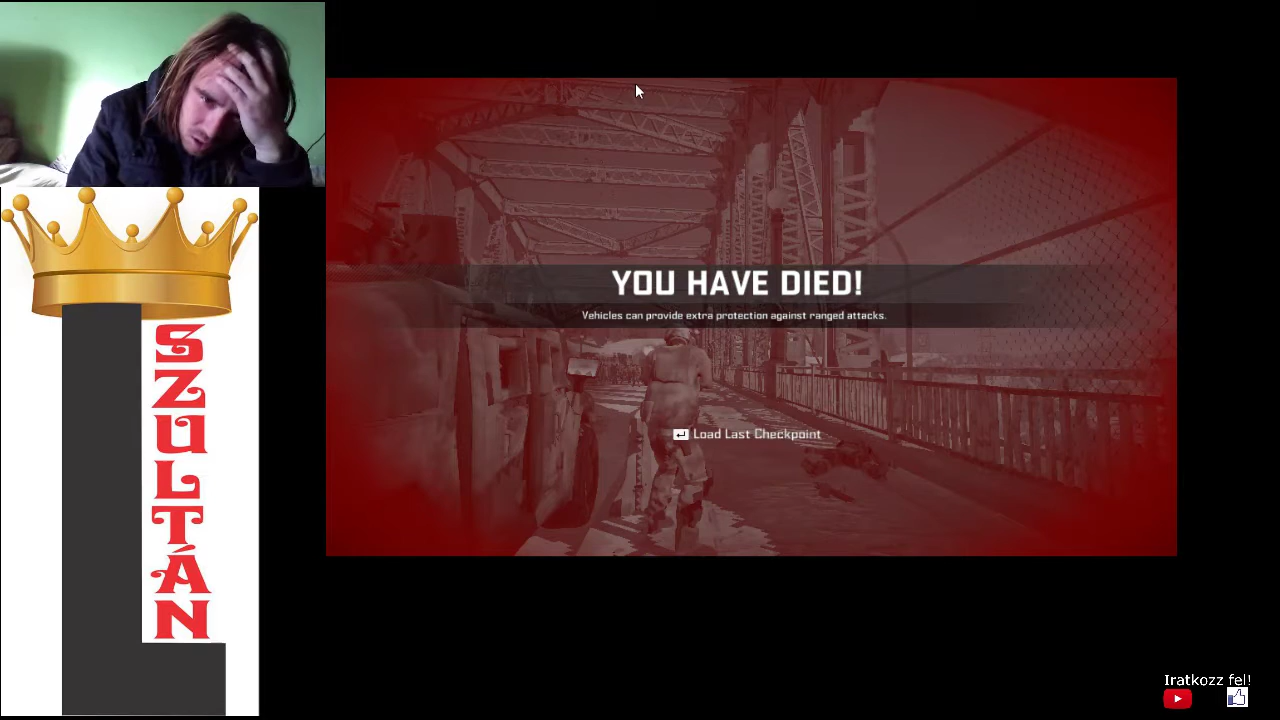 SZULTÁN
YOU HAVE DIED!
Vehicles can provide extra protection against ranged attacks.
Load Last Checkpoint
Iratkozz fel!